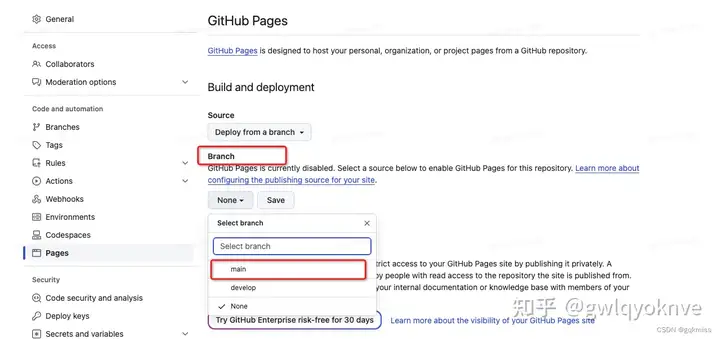 General
Access
Collaborators
Moderation options
Code and automation
Branches
Tags
Rules
Actions
Webhooks
Environments
Codespaces
Pages
Security
Code security and analysis
Deploy keys
Secrets and variables
GitHub Pages
GitHub Pages is designed to host your personal, organization, or project pages from a GitHub repository.
Build and deployment
Source
Deploy from a branch
Branch
GitHub Pages is currently disabled. Select a source below to enable GitHub Pages for this repository. Learn more about
configuring the publishing source for your site.
None
Save
Select branch
Select branch
main
develop
None
trict access to your GitHub Pages site by publishing it privately. A
by people with read access to the repository the site is published from.
your internal documentation or knowledge base with members of your
Try GitHub Enterprise risk-free for 30 days
Learn more about the visibility of your GitHub Pages site
知乎 @gwlqyoknve